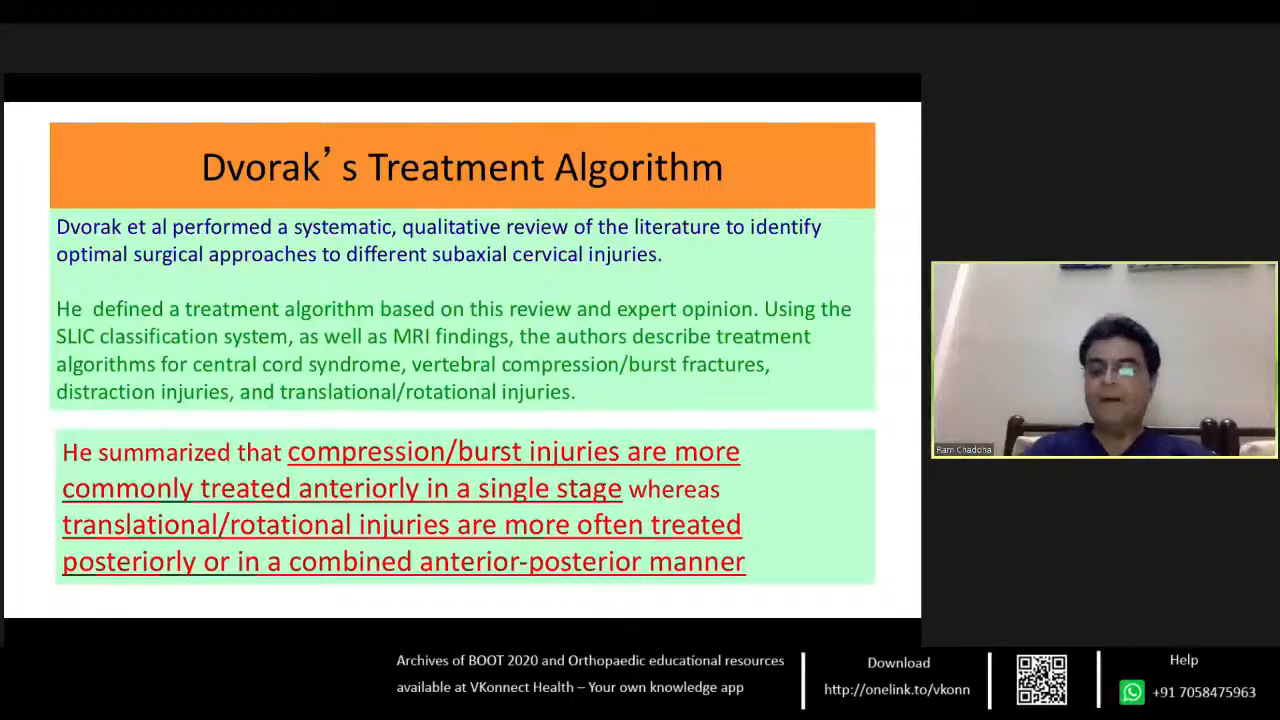 Dvorak’ s Treatment Algorithm
Dvorak et al performed a systematic, qualitative review of the literature to identify
optimal surgical approaches to different subaxial cervical injuries.
He defined a treatment algorithm based on this review and expert opinion. Using the
SLIC classification system, as well as MRI findings, the authors describe treatment
algorithms for central cord syndrome, vertebral compression/burst fractures,
distraction injuries, and translational/rotational injuries.
He summarized that compression/burst injuries are more
commonly treated anteriorly in a single stage whereas
translational/rotational injuries are more often treated
posteriorly or in a combined anterior-posterior manner
Ram Chaddha
Archives of BOOT 2020 and Orthopaedic educational resources
available at VKonnect Health – Your own knowledge app
Download
http://onelink.to/vkonn
Help
+91 7058475963